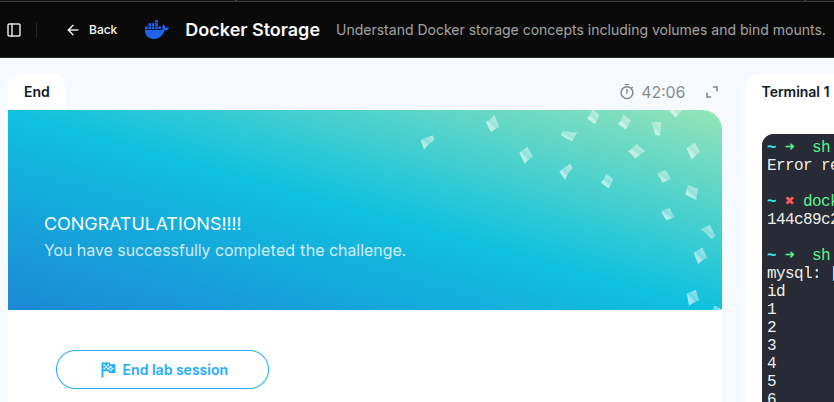 Back
Docker Storage
Understand Docker storage concepts including volumes and bind mounts.
End
42:06
CONGRATULATIONS!!!!
You have successfully completed the challenge.
End lab session
Terminal 1
~ ➜ sh
Error re
~ ✖ dock
144c89c2
~ ➜ sh
mysql: [
id
1
2
3
4
5
6